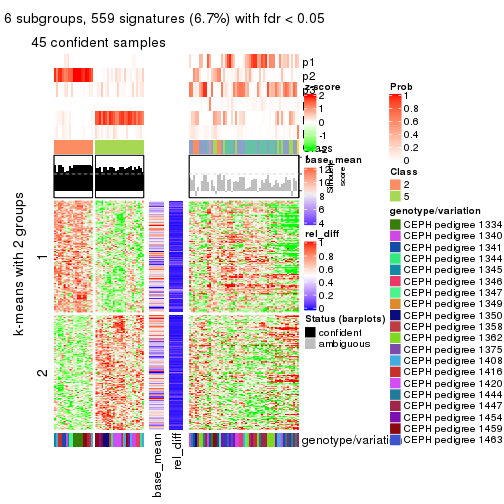 6 subgroups, 559 signatures (6.7%) with fdr < 0.05
45 confident samples
p1
p2
z-score
2
1
-1
base_mean
12
6
4
rel_diff
1
0.8
0.6
0.4
0.2
0
Status (barplots)
confident
ambiguous
Silhouette
score
Prob
1
0.8
0.6
0.4
0.2
0
Class
2
5
genotype/variation
CEPH pedigree 1334
CEPH pedigree 1340
CEPH pedigree 1341
CEPH pedigree 1344
CEPH pedigree 1345
CEPH pedigree 1346
CEPH pedigree 1347
CEPH pedigree 1349
CEPH pedigree 1350
CEPH pedigree 1358
CEPH pedigree 1362
CEPH pedigree 1375
CEPH pedigree 1408
CEPH pedigree 1416
CEPH pedigree 1420
CEPH pedigree 1444
CEPH pedigree 1447
CEPH pedigree 1454
CEPH pedigree 1459
CEPH pedigree 1463
k-means with 2 groups
1
2
genotype/variation
base_mean
rel_diff